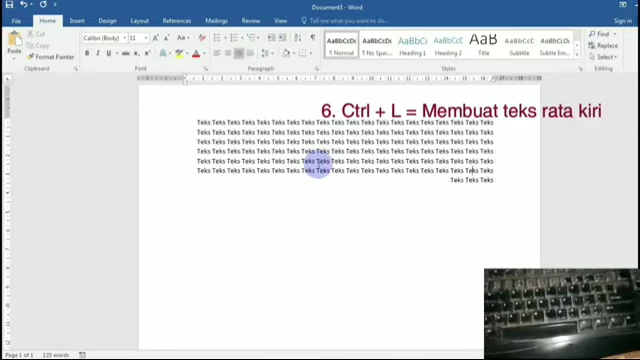 Document3 - Word
File Home Insert Design Layout References Mailings Review View Tell me what you want to do... Sign in
Paste
Cut
Copy
Format Painter
Calibri (Body) 11
AaBbCcDc AaBbCcDc AaBbCc AaBbCcD AaB AaBbCcD AaBbCcDc
¶ Normal ¶ No Spac... Heading 1 Heading 2 Title Subtitle Subtle Em...
Find
Replace
Select
Clipboard Font Paragraph Styles Editing
6. Ctrl + L = Membuat teks rata kiri
Teks Teks Teks Teks Teks Teks Teks Teks Teks Teks Teks Teks Teks Teks Teks Teks Teks Teks Teks Teks
Teks Teks Teks Teks Teks Teks Teks Teks Teks Teks Teks Teks Teks Teks Teks Teks Teks Teks Teks Teks
Teks Teks Teks Teks Teks Teks Teks Teks Teks Teks Teks Teks Teks Teks Teks Teks Teks Teks Teks Teks
Teks Teks Teks Teks Teks Teks Teks Teks Teks Teks Teks Teks Teks Teks Teks Teks Teks Teks Teks Teks
Teks Teks Teks Teks Teks Teks Teks Teks Teks Teks Teks Teks Teks Teks Teks Teks Teks Teks Teks Teks
Teks Teks Teks Teks Teks Teks Teks Teks Teks Teks Teks Teks Teks Teks Teks Teks Teks Teks Teks Teks
Teks Teks Teks
Page 1 of 1 123 words